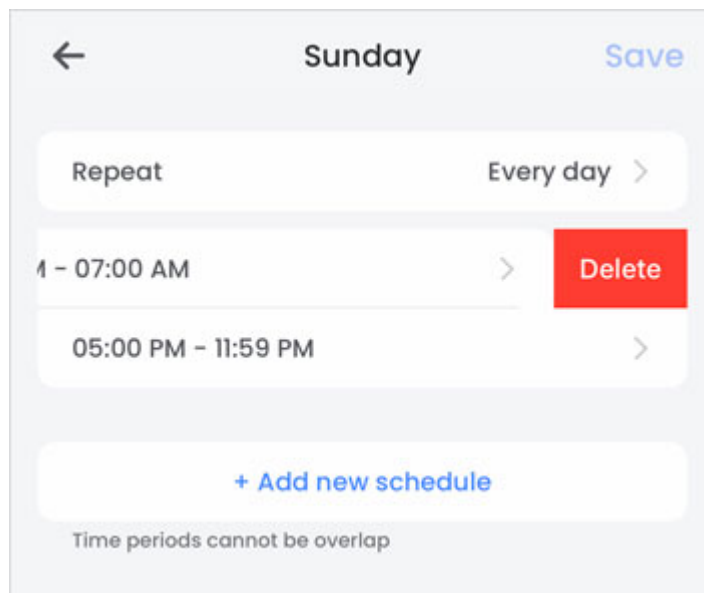 Sunday
Save
Repeat
Every day
- 07:00 AM
Delete
05:00 PM - 11:59 PM
+ Add new schedule
Time periods cannot be overlap